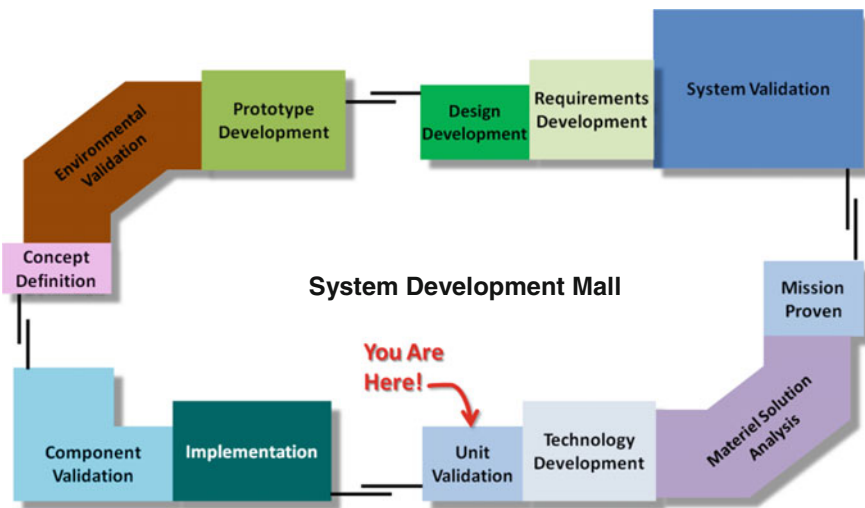 System Validation
Requirements
Development
Design
Development
Prototype
Development
Environmental
Validation
Concept
Definition
System Development Mall
Mission
Proven
You Are
Here!
Component
Validation
Implementation
Unit
Validation
Technology
Development
Materiel Solution
Analysis